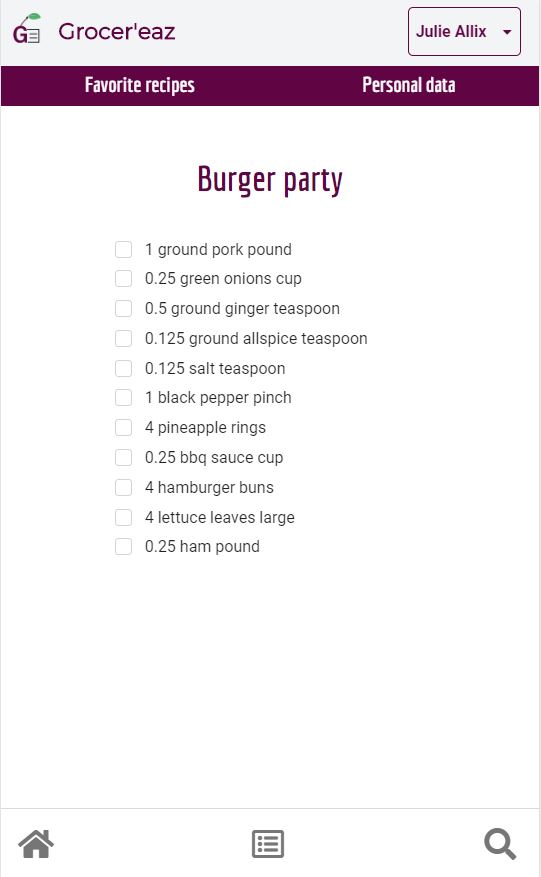 GE
Grocer'eaz
Julie Allix
Favorite recipes
Personal data
Burger party
1 ground pork pound
0.25 green onions cup
0.5 ground ginger teaspoon
0.125 ground allspice teaspoon
0.125 salt teaspoon
1 black pepper pinch
4 pineapple rings
0.25 bbq sauce cup
4 hamburger buns
4 lettuce leaves large
0.25 ham pound